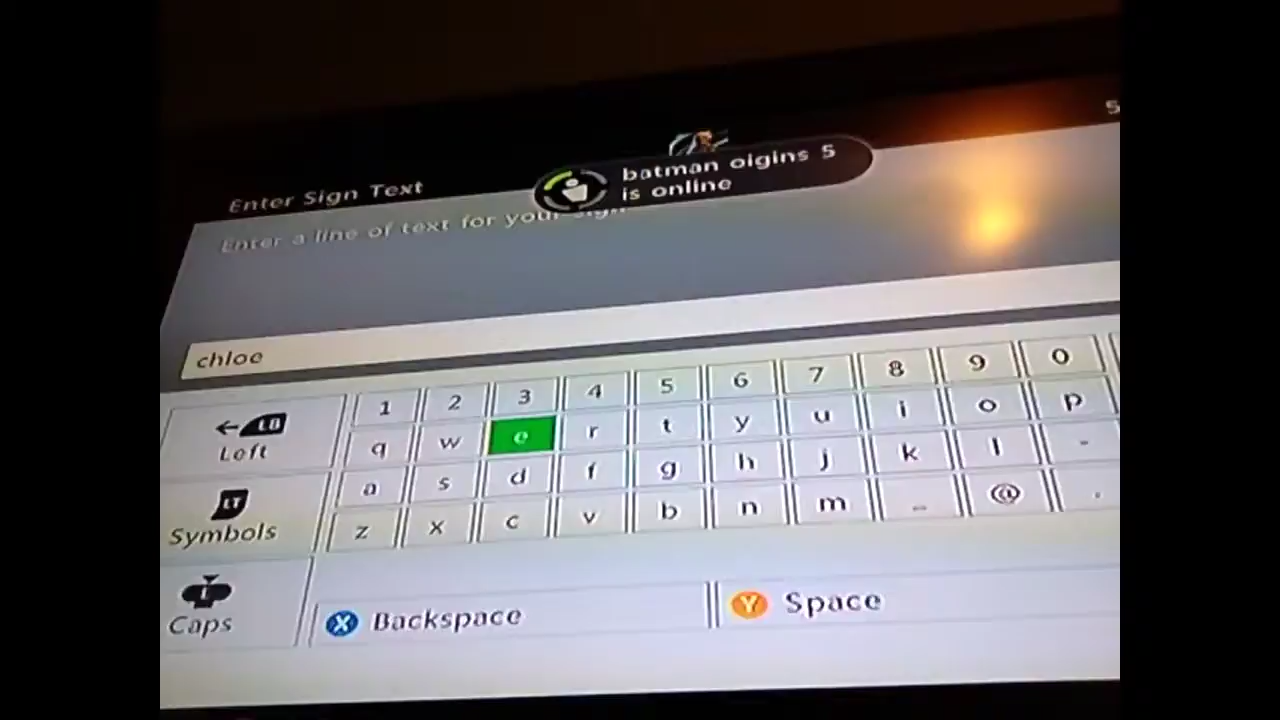 5
batman oigins 5
is online
Enter Sign Text
Enter a line of text for your sign
chloe
1 2 3 4 5 6 7 8 9 0
← LB
Left
q w e r t y u i o p
a s d f g h j k l -
LT
Symbols
z x c v b n m _ @ .
L
Caps
X Backspace
Y Space